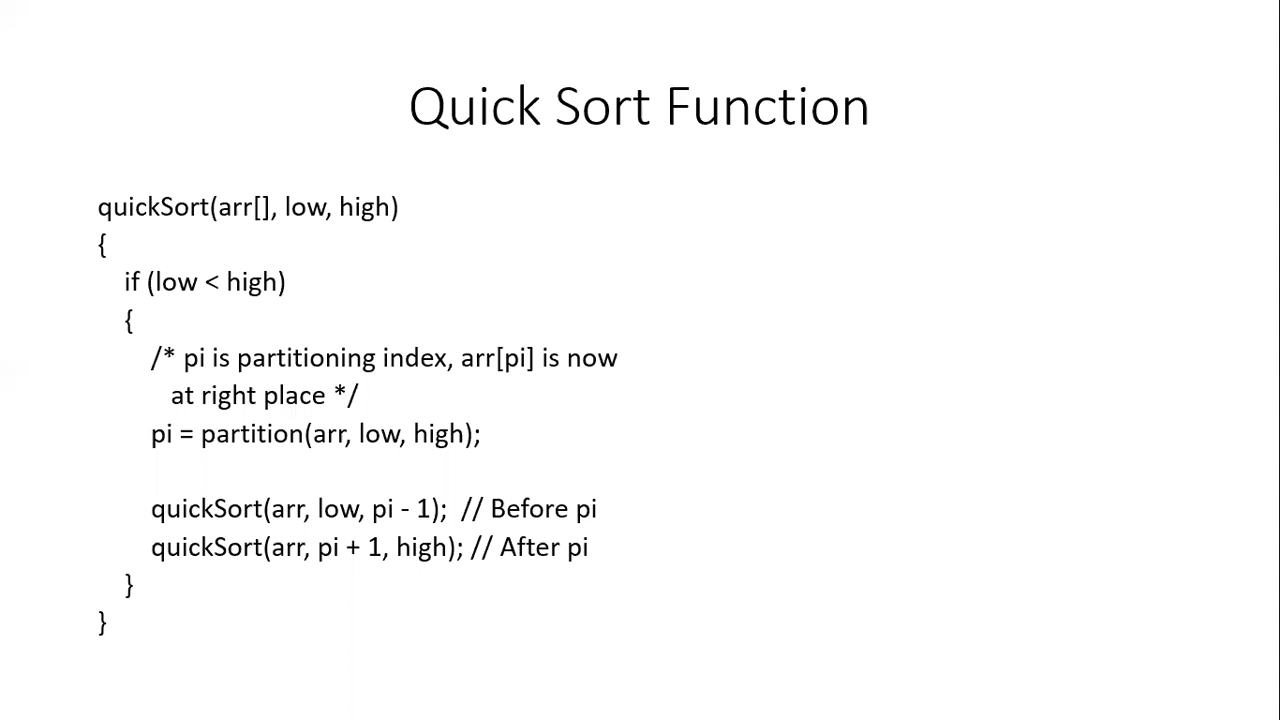 Quick Sort Function
quickSort(arr[], low, high)
{
if (low < high)
{
/* pi is partitioning index, arr[pi] is now
at right place */
pi = partition(arr, low, high);
quickSort(arr, low, pi - 1);  // Before pi
quickSort(arr, pi + 1, high); // After pi
}
}